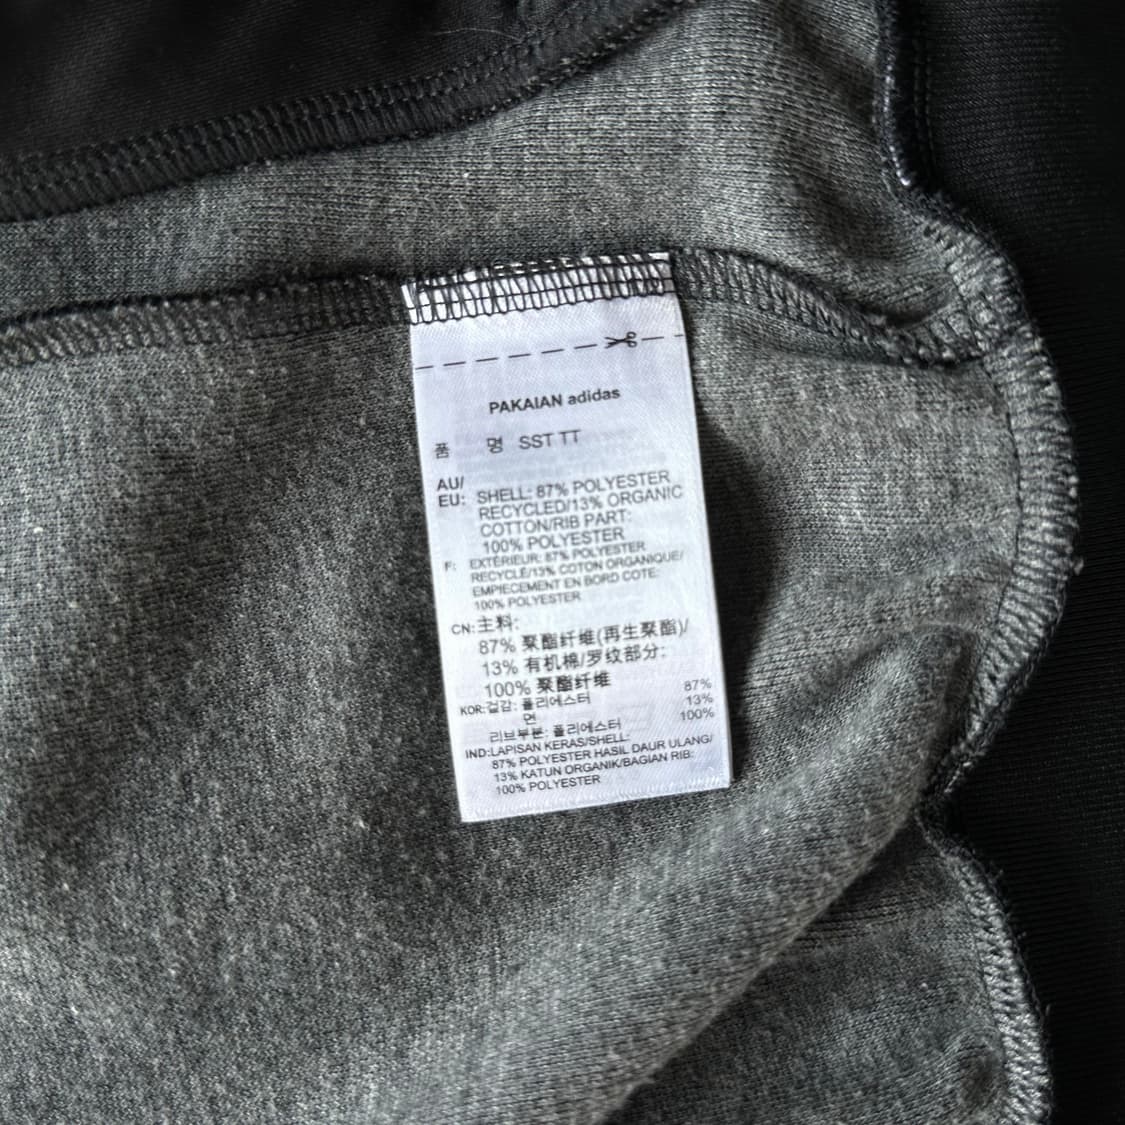 PAKAIAN adidas
품 명 SST TT
AU/
EU: SHELL: 87% POLYESTER
RECYCLED/13% ORGANIC
COTTON/RIB PART:
100% POLYESTER
F: EXTÉRIEUR: 87% POLYESTER
RECYCLÉ/13% COTON ORGANIQUE/
EMPIECEMENT EN BORD COTE:
100% POLYESTER
CN:主料:
87% 聚酯纤维(再生聚酯)/
13% 有机棉/罗纹部分:
100% 聚酯纤维
KOR:겉감: 폴리에스터 87%
면 13%
리브부분: 폴리에스터 100%
IND:LAPISAN KERAS/SHELL:
87% POLYESTER HASIL DAUR ULANG/
13% KATUN ORGANIK/BAGIAN RIB:
100% POLYESTER